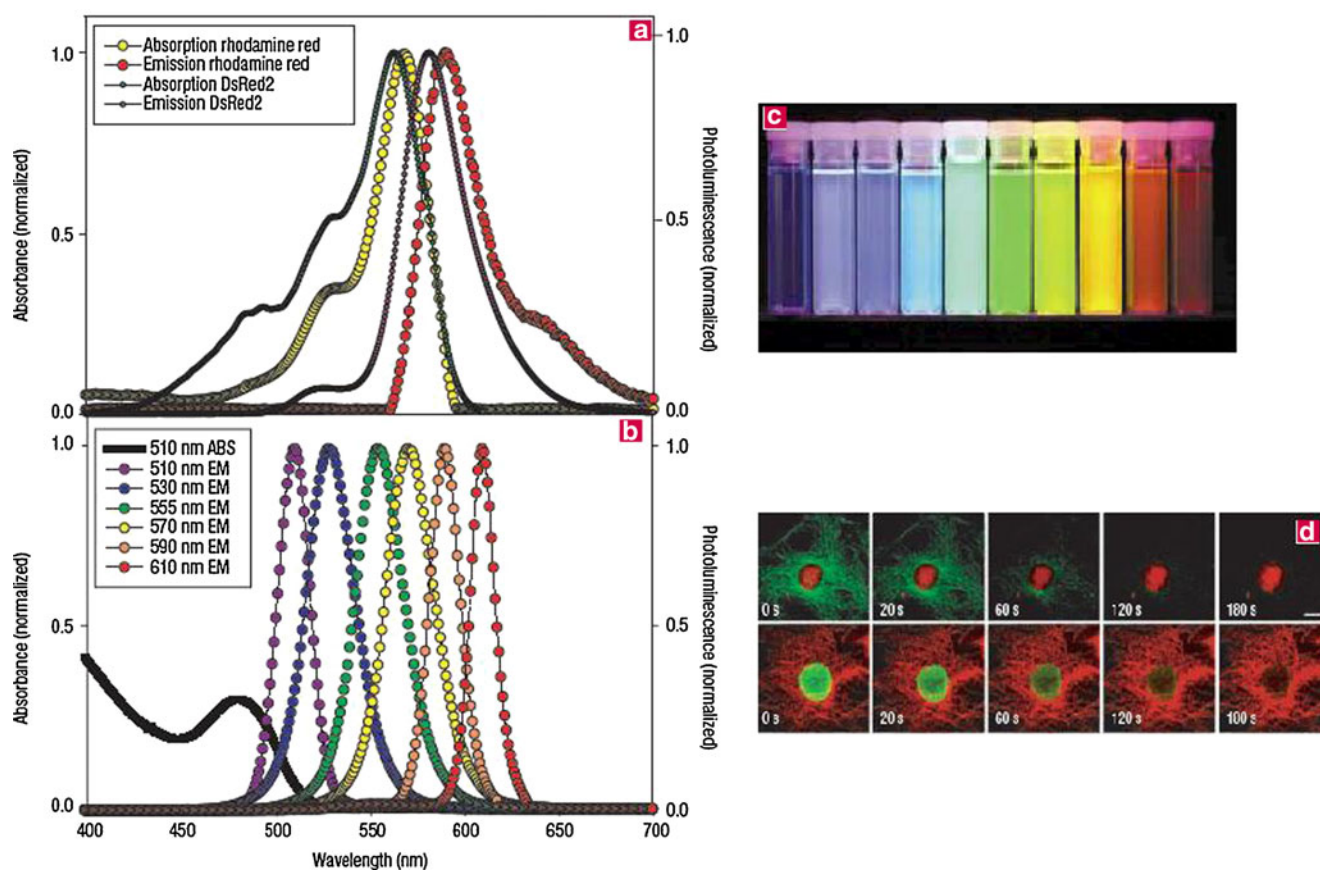 a
1.0
0.5
0.0
Absorption rhodamine red
Emission rhodamine red
Absorption DsRed2
Emission DsRed2
Absorbance (normalized)
1.0
0.5
0.0
Photoluminescence (normalized)
b
1.0
0.5
0.0
510 nm ABS
510 nm EM
530 nm EM
555 nm EM
570 nm EM
590 nm EM
610 nm EM
Absorbance (normalized)
1.0
0.5
0.0
Photoluminescence (normalized)
400 450 500 550 600 650 700
Wavelength (nm)
c
d
0 s 20 s 60 s 120 s 180 s
0 s 20 s 60 s 120 s 100 s